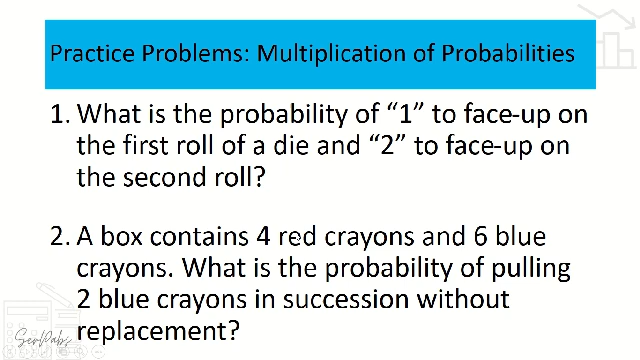 Practice Problems: Multiplication of Probabilities
1. What is the probability of “1” to face-up on
the first roll of a die and “2” to face-up on
the second roll?
2. A box contains 4 red crayons and 6 blue
crayons. What is the probability of pulling
2 blue crayons in succession without
replacement?
SerPabs